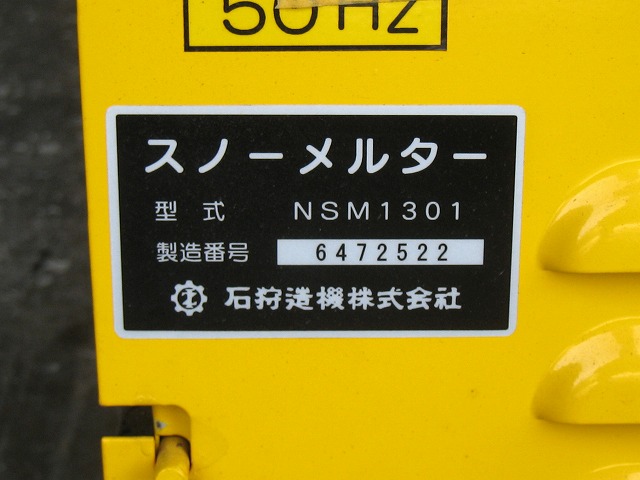 50Hz
スノーメルター
型式 NSM1301
製造番号 6472522
石狩造機株式会社